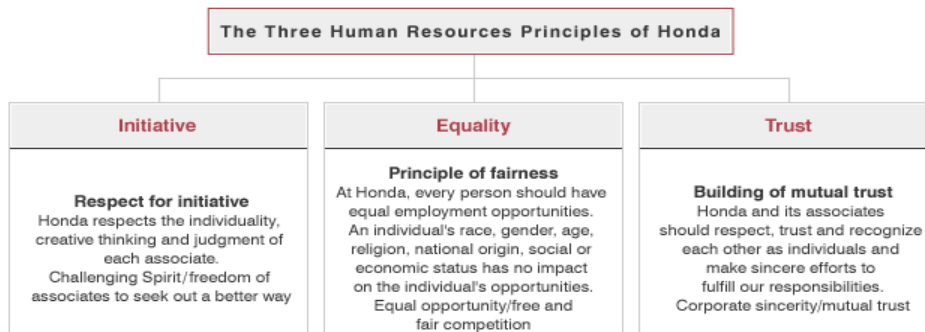 The Three Human Resources Principles of Honda
Initiative
Respect for initiative
Honda respects the individuality,
creative thinking and judgment of
each associate.
Challenging Spirit/freedom of
associates to seek out a better way
Equality
Principle of fairness
At Honda, every person should have
equal employment opportunities.
An individual's race, gender, age,
religion, national origin, social or
economic status has no impact
on the individual's opportunities.
Equal opportunity/free and
fair competition
Trust
Building of mutual trust
Honda and its associates
should respect, trust and recognize
each other as individuals and
make sincere efforts to
fulfill our responsibilities.
Corporate sincerity/mutual trust